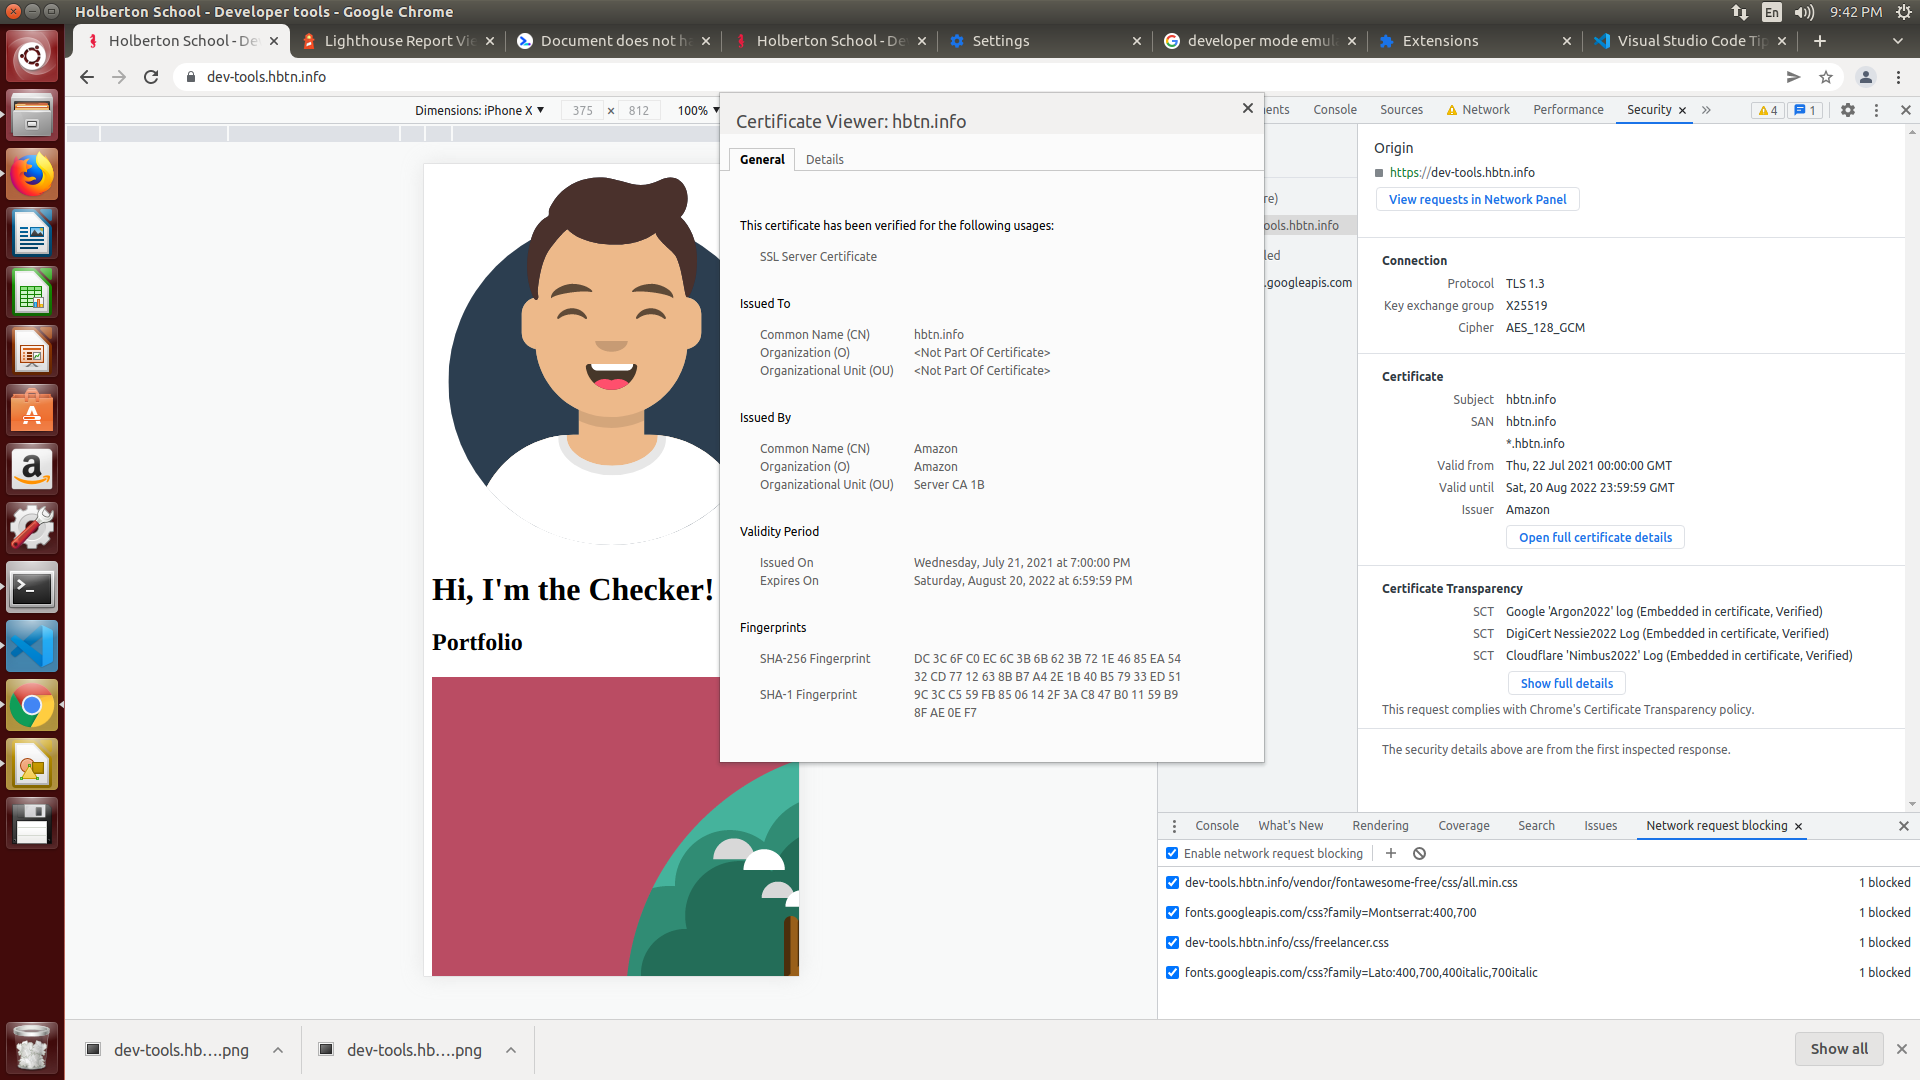 Holberton School - Developer tools - Google Chrome
En
9:42 PM
Holberton School - De
Lighthouse Report Vie
Document does not ha
Holberton School - De
Settings
developer mode emul
Extensions
Visual Studio Code Tip
dev-tools.hbtn.info
Dimensions: iPhone X ▼ 375 × 812 100% ▼
ents Console Sources Network Performance Security × » 4 1
Certificate Viewer: hbtn.info
General Details
This certificate has been verified for the following usages:
SSL Server Certificate
Issued To
Common Name (CN) hbtn.info
Organization (O) <Not Part Of Certificate>
Organizational Unit (OU) <Not Part Of Certificate>
Issued By
Common Name (CN) Amazon
Organization (O) Amazon
Organizational Unit (OU) Server CA 1B
Validity Period
Issued On Wednesday, July 21, 2021 at 7:00:00 PM
Expires On Saturday, August 20, 2022 at 6:59:59 PM
Fingerprints
SHA-256 Fingerprint DC 3C 6F C0 EC 6C 3B 6B 62 3B 72 1E 46 85 EA 54
32 CD 77 12 63 8B B7 A4 2E 1B 40 B5 79 33 ED 51
SHA-1 Fingerprint 9C 3C C5 59 FB 85 06 14 2F 3A C8 47 B0 11 59 B9
8F AE 0E F7
Hi, I'm the Checker!
Portfolio
re)
ools.hbtn.info
led
.googleapis.com
Origin
https://dev-tools.hbtn.info
View requests in Network Panel
Connection
Protocol TLS 1.3
Key exchange group X25519
Cipher AES_128_GCM
Certificate
Subject hbtn.info
SAN hbtn.info
*.hbtn.info
Valid from Thu, 22 Jul 2021 00:00:00 GMT
Valid until Sat, 20 Aug 2022 23:59:59 GMT
Issuer Amazon
Open full certificate details
Certificate Transparency
SCT Google 'Argon2022' log (Embedded in certificate, Verified)
SCT DigiCert Nessie2022 Log (Embedded in certificate, Verified)
SCT Cloudflare 'Nimbus2022' Log (Embedded in certificate, Verified)
Show full details
This request complies with Chrome's Certificate Transparency policy.
The security details above are from the first inspected response.
Console What's New Rendering Coverage Search Issues Network request blocking ×
Enable network request blocking
dev-tools.hbtn.info/vendor/fontawesome-free/css/all.min.css 1 blocked
fonts.googleapis.com/css?family=Montserrat:400,700 1 blocked
dev-tools.hbtn.info/css/freelancer.css 1 blocked
fonts.googleapis.com/css?family=Lato:400,700,400italic,700italic 1 blocked
dev-tools.hb....png
dev-tools.hb....png
Show all